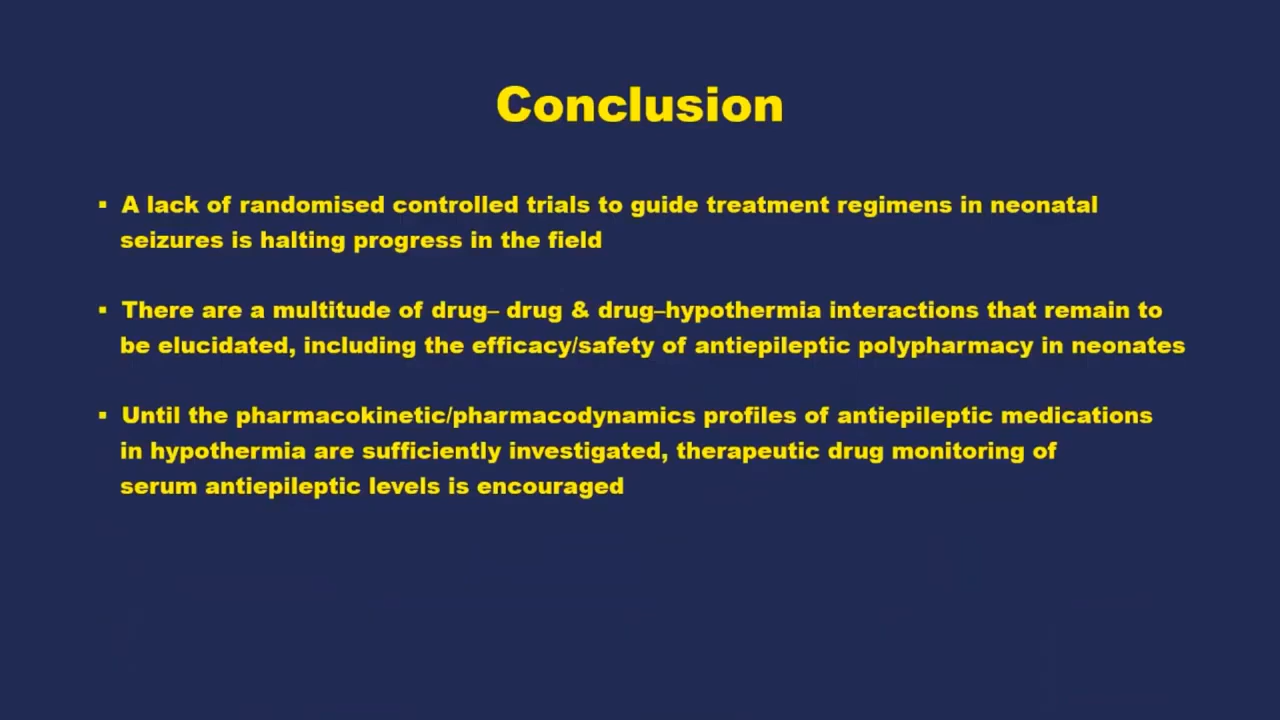 Conclusion
▪ A lack of randomised controlled trials to guide treatment regimens in neonatal
seizures is halting progress in the field
▪ There are a multitude of drug– drug & drug–hypothermia interactions that remain to
be elucidated, including the efficacy/safety of antiepileptic polypharmacy in neonates
▪ Until the pharmacokinetic/pharmacodynamics profiles of antiepileptic medications
in hypothermia are sufficiently investigated, therapeutic drug monitoring of
serum antiepileptic levels is encouraged